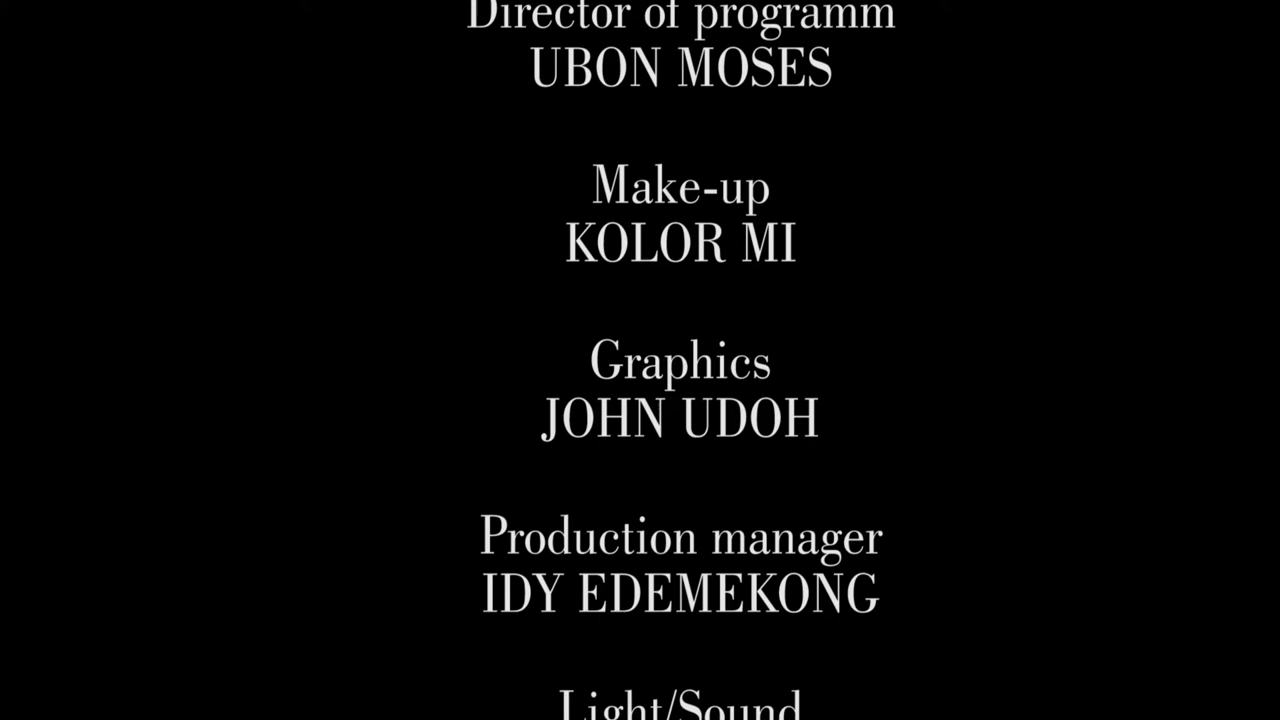 Director of programm
UBON MOSES
Make-up
KOLOR MI
Graphics
JOHN UDOH
Production manager
IDY EDEMEKONG
Light/Sound